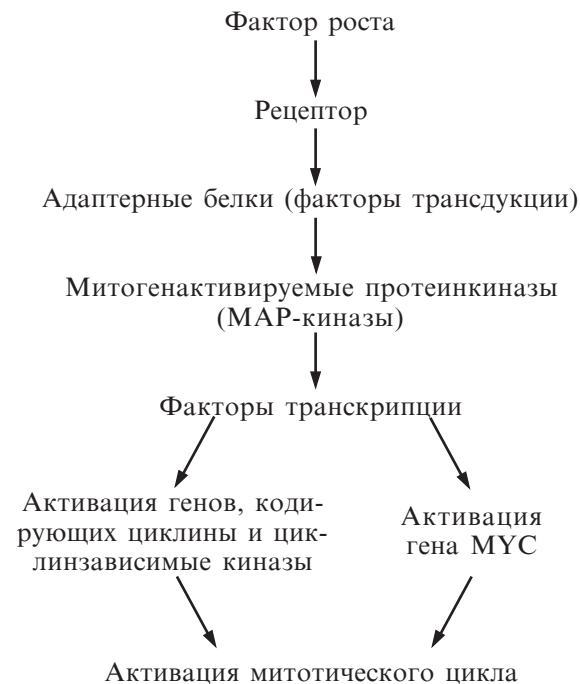 Фактор роста
Рецептор
Адаптерные белки (факторы трансдукции)
Митогенактивируемые протеинкиназы
(МАР-киназы)
Факторы транскрипции
Активация генов, коди-
рующих циклины и цик-
линзависимые киназы
Активация
гена MYC
Активация митотического цикла